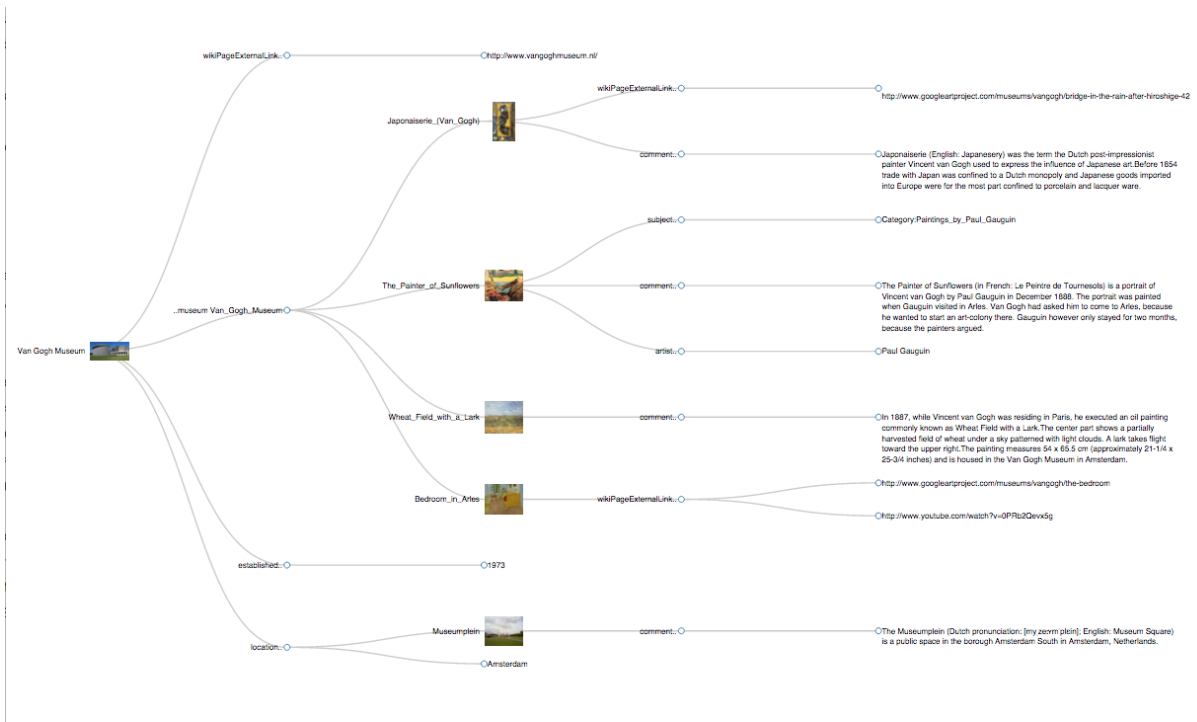 wikiPageExternalLink..
http://www.vangoghmuseum.nl/
wikiPageExternalLink..
http://www.googleartproject.com/museums/vangogh/bridge-in-the-rain-after-hiroshige-42
Japonaiserie_(Van_Gogh)
comment..
Japonaiserie (English: Japanesery) was the term the Dutch post-impressionist
painter Vincent van Gogh used to express the influence of Japanese art.Before 1854
trade with Japan was confined to a Dutch monopoly and Japanese goods imported
into Europe were for the most part confined to porcelain and lacquer ware.
subject..
Category:Paintings_by_Paul_Gauguin
The_Painter_of_Sunflowers
comment..
The Painter of Sunflowers (in French: Le Peintre de Tournesols) is a portrait of
Vincent van Gogh by Paul Gauguin in December 1888. The portrait was painted
when Gauguin visited in Arles. Van Gogh had asked him to come to Arles, because
he wanted to start an art-colony there. Gauguin however only stayed for two months,
because the painters argued.
..museum Van_Gogh_Museum
Van Gogh Museum
artist..
Paul Gauguin
Wheat_Field_with_a_Lark
comment..
In 1887, while Vincent van Gogh was residing in Paris, he executed an oil painting
commonly known as Wheat Field with a Lark.The center part shows a partially
harvested field of wheat under a sky patterned with light clouds. A lark takes flight
toward the upper right.The painting measures 54 x 65.5 cm (approximately 21-1/4 x
25-3/4 inches) and is housed in the Van Gogh Museum in Amsterdam.
Bedroom_in_Arles
wikiPageExternalLink..
http://www.googleartproject.com/museums/vangogh/the-bedroom
http://www.youtube.com/watch?v=0PRb2Qevx5g
established..
1973
location..
Museumplein
comment..
The Museumplein (Dutch pronunciation: [my plein]; English: Museum Square)
is a public space in the borough Amsterdam South in Amsterdam, Netherlands.
Amsterdam